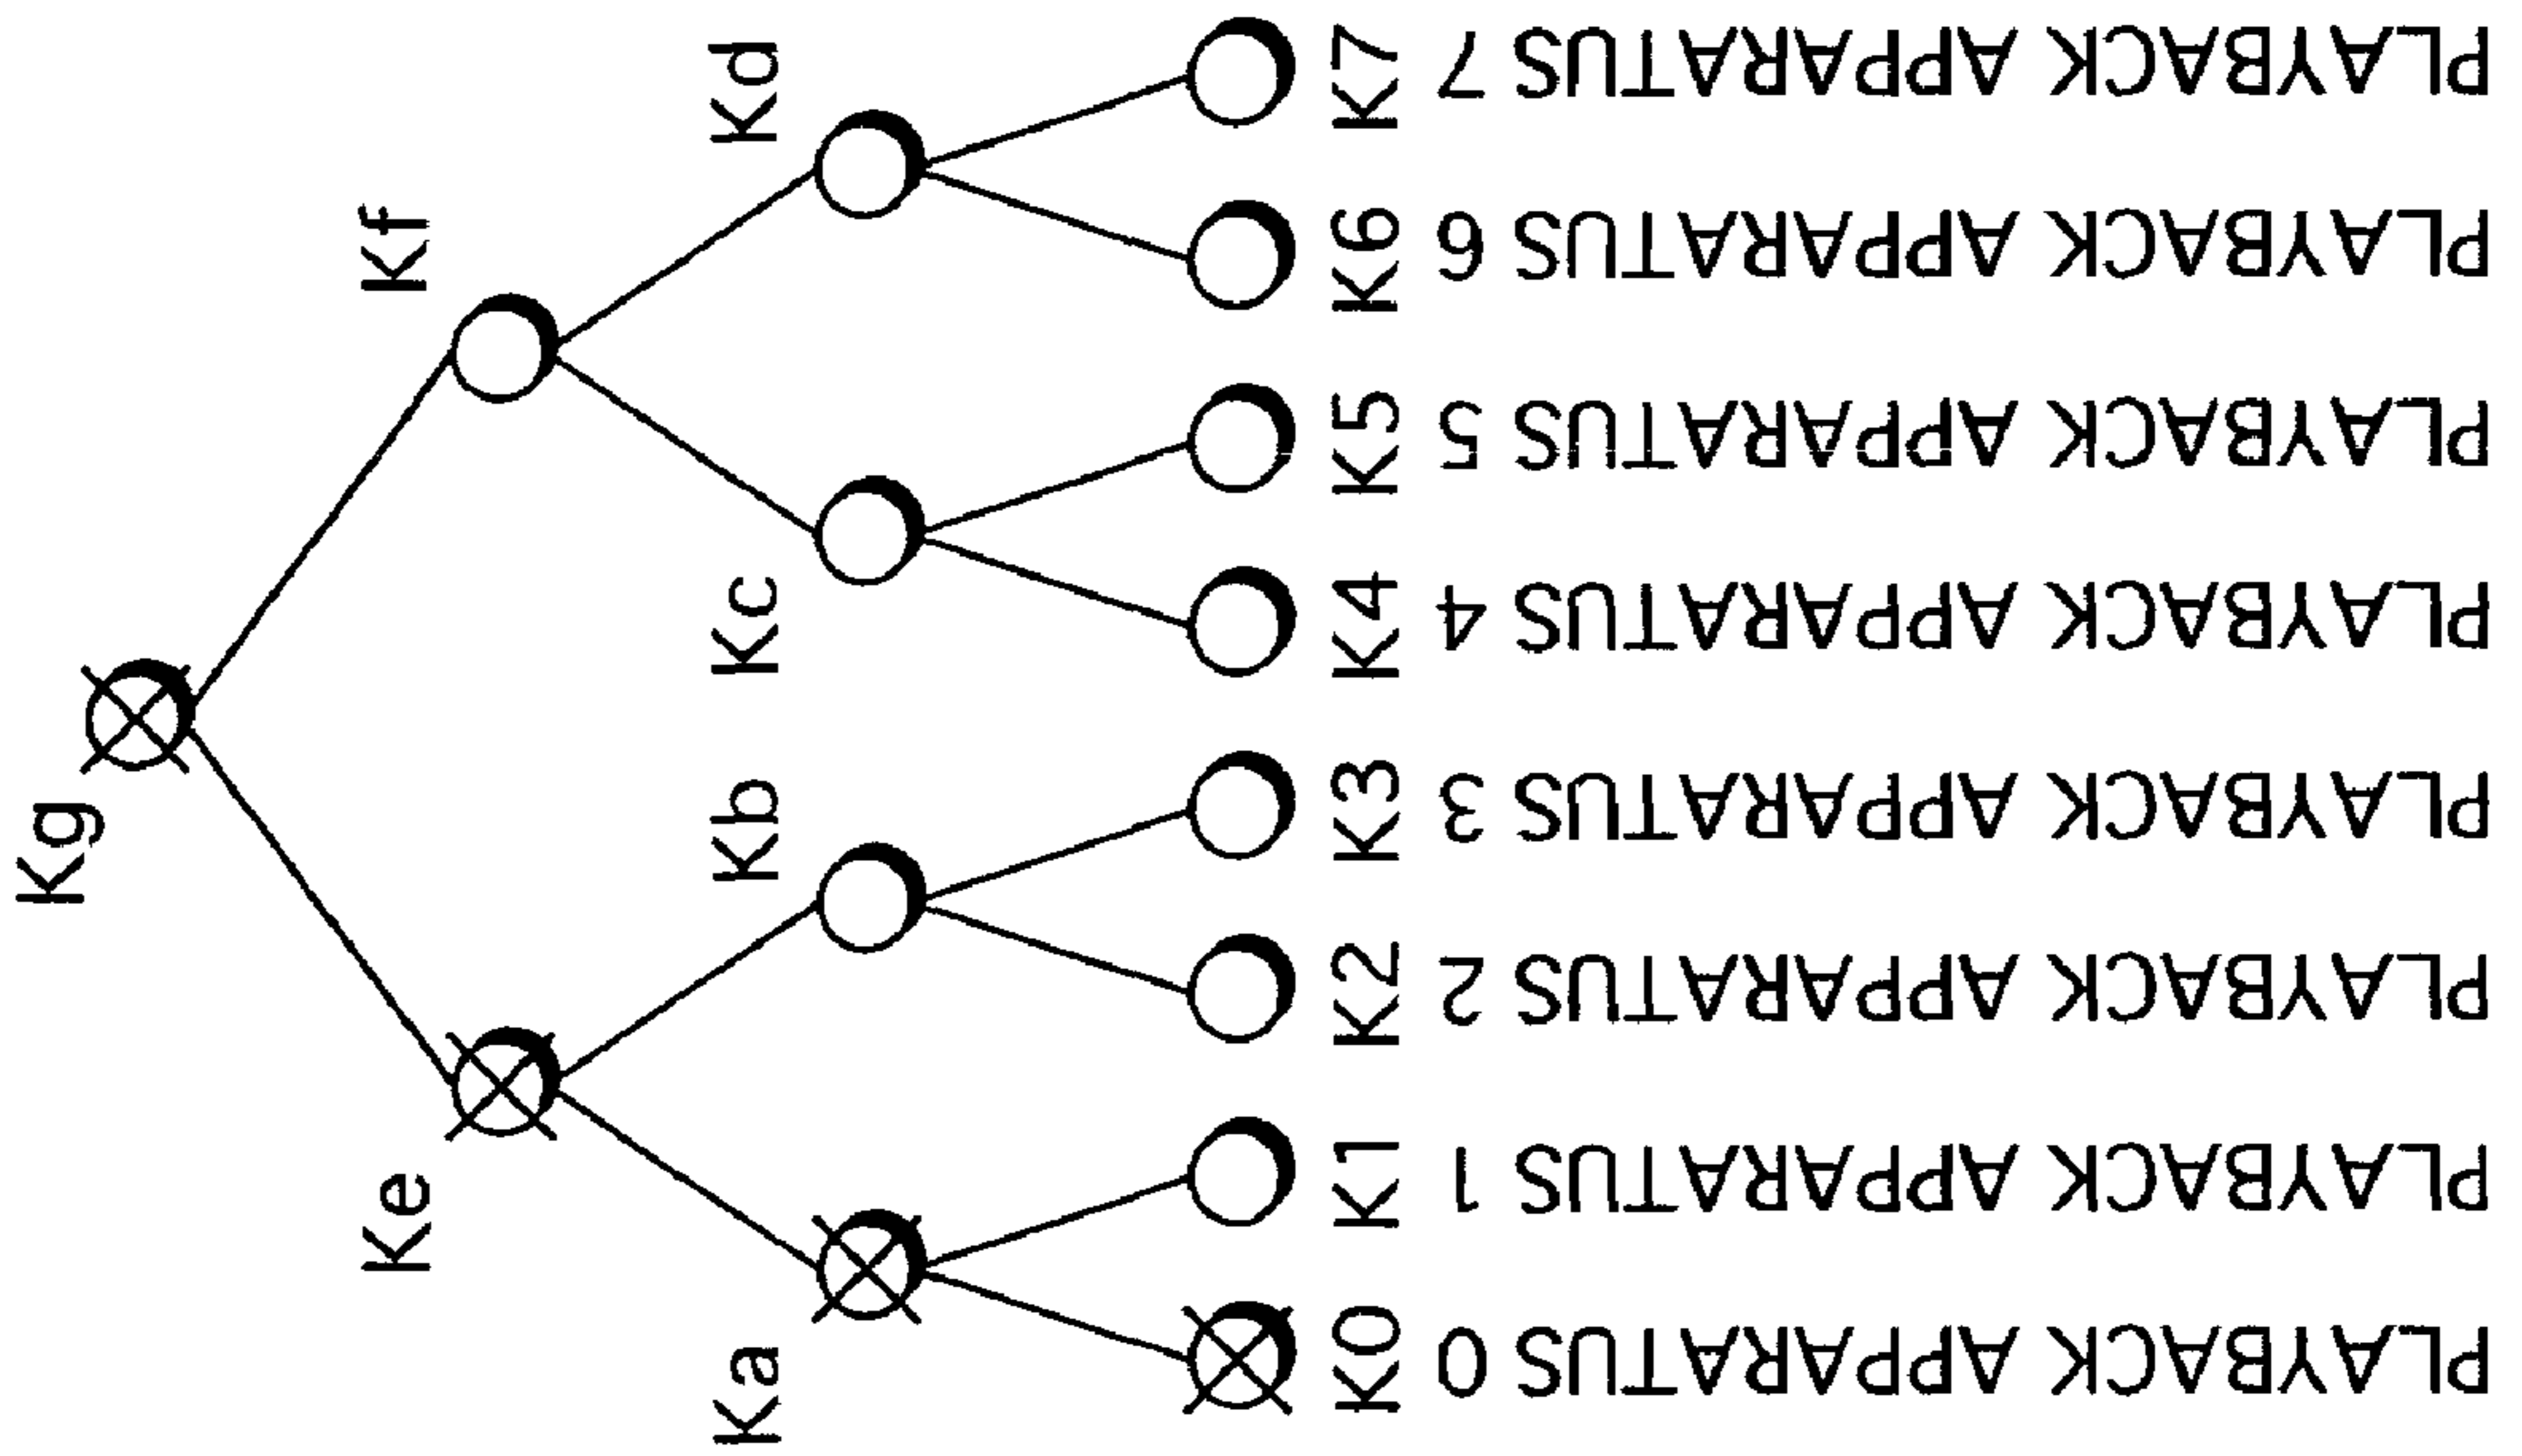 Kg
Ke
Kf
Ka
Kb
Kc
Kd
K0
K1
K2
K3
K4
K5
K6
K7
PLAYBACK APPARATUS 0
PLAYBACK APPARATUS 1
PLAYBACK APPARATUS 2
PLAYBACK APPARATUS 3
PLAYBACK APPARATUS 4
PLAYBACK APPARATUS 5
PLAYBACK APPARATUS 6
PLAYBACK APPARATUS 7